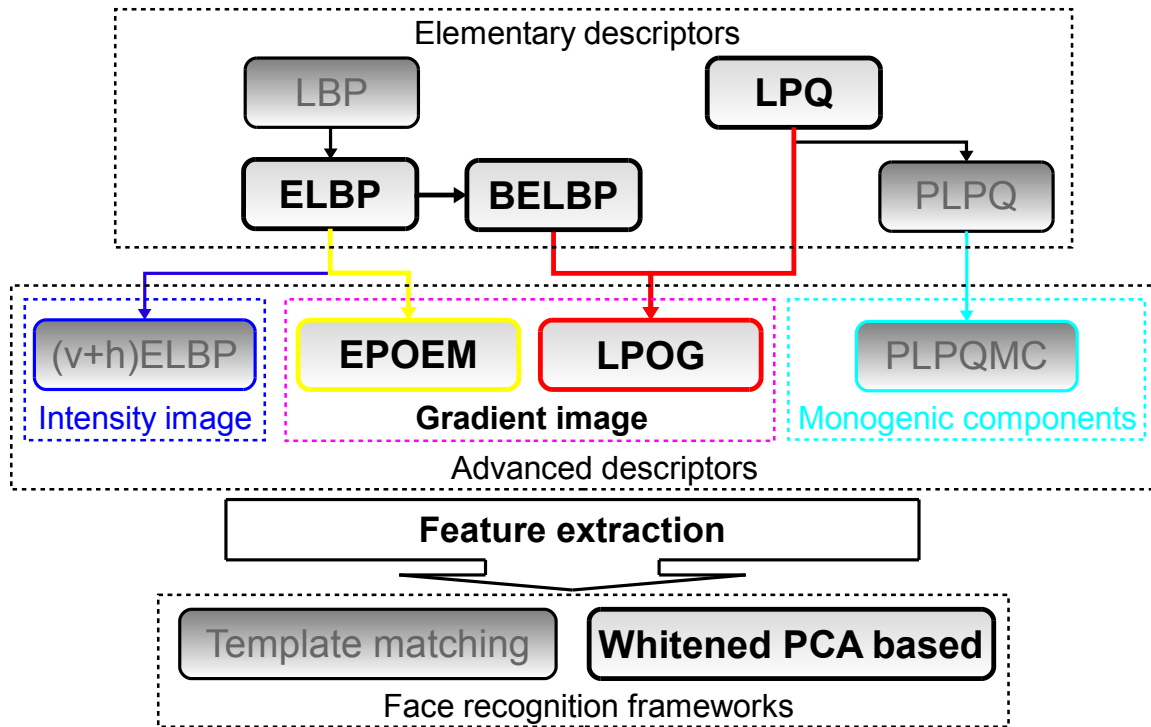 Elementary descriptors
LBP
LPQ
ELBP
BELBP
PLPQ
(v+h)ELBP
EPOEM
LPOG
PLPQMC
Intensity image
Gradient image
Monogenic components
Advanced descriptors
Feature extraction
Template matching
Whitened PCA based
Face recognition frameworks